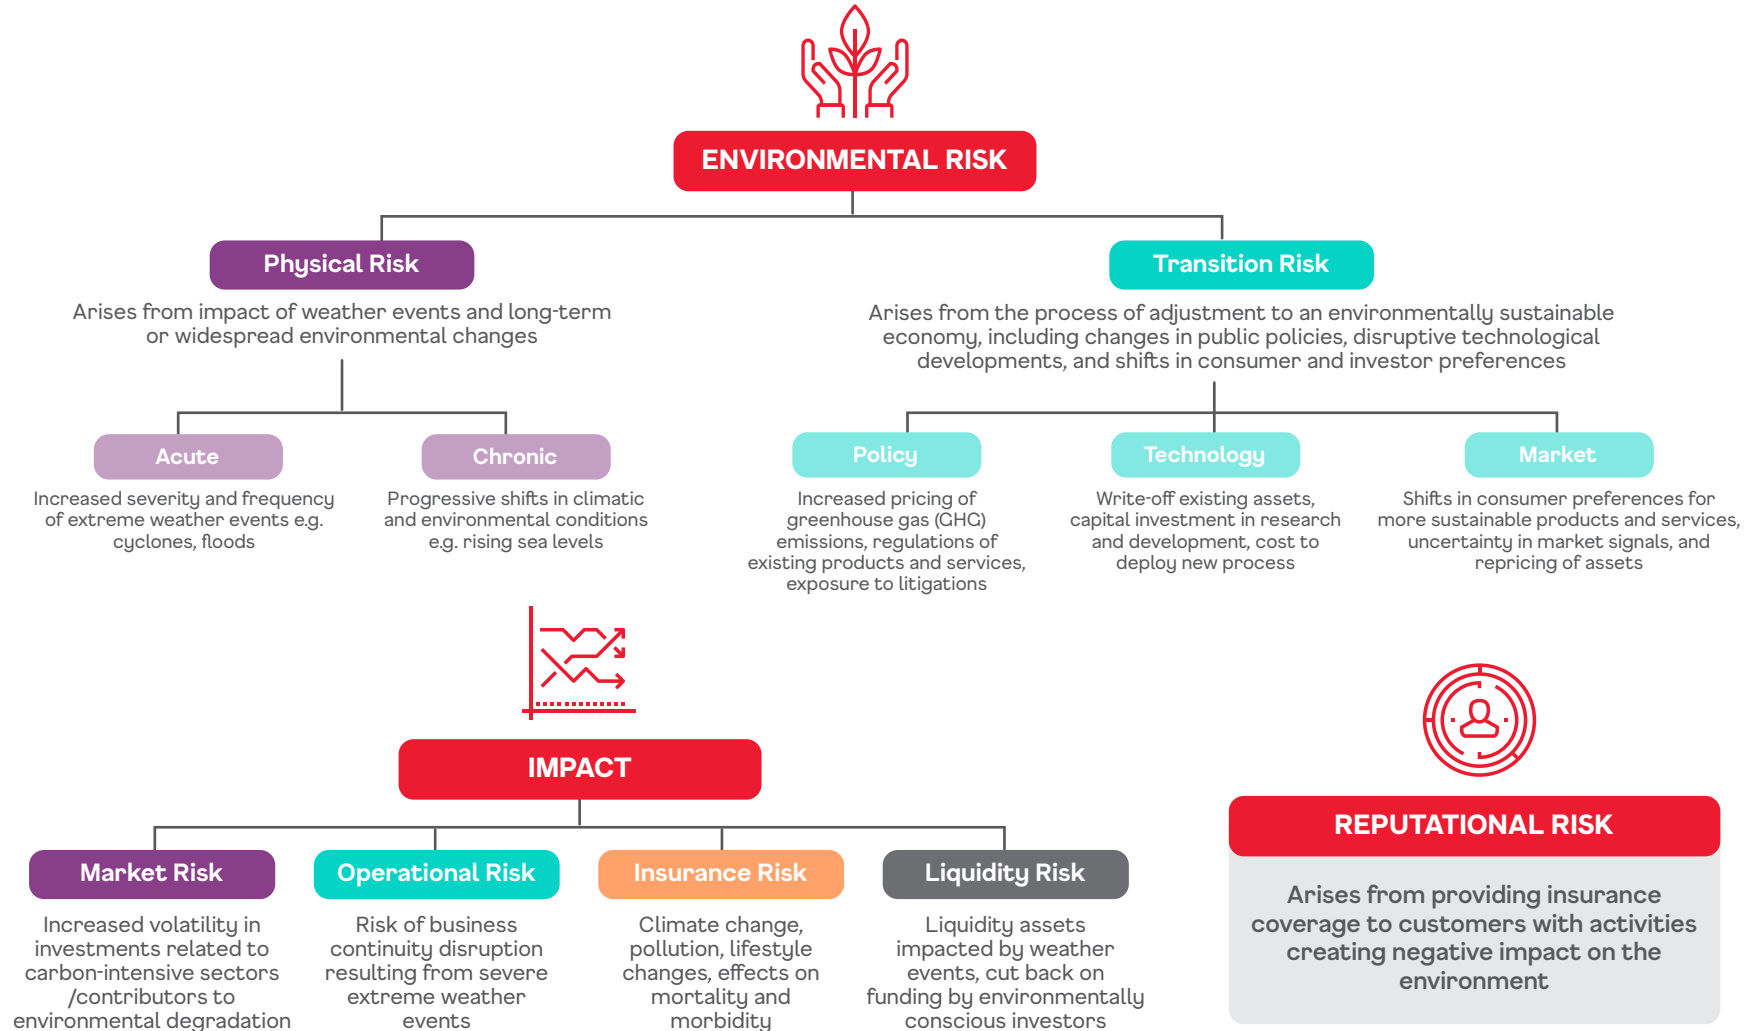 ENVIRONMENTAL RISK
Physical Risk
Arises from impact of weather events and long-term
or widespread environmental changes
Transition Risk
Arises from the process of adjustment to an environmentally sustainable
economy, including changes in public policies, disruptive technological
developments, and shifts in consumer and investor preferences
Acute
Increased severity and frequency
of extreme weather events e.g.
cyclones, floods
Chronic
Progressive shifts in climatic
and environmental conditions
e.g. rising sea levels
Policy
Increased pricing of
greenhouse gas (GHG)
emissions, regulations of
existing products and services,
exposure to litigations
Technology
Write-off existing assets,
capital investment in research
and development, cost to
deploy new process
Market
Shifts in consumer preferences for
more sustainable products and services,
uncertainty in market signals, and
repricing of assets
IMPACT
Market Risk
Increased volatility in
investments related to
carbon-intensive sectors
/contributors to
environmental degradation
Operational Risk
Risk of business
continuity disruption
resulting from severe
extreme weather
events
Insurance Risk
Climate change,
pollution, lifestyle
changes, effects on
mortality and
morbidity
Liquidity Risk
Liquidity assets
impacted by weather
events, cut back on
funding by environmentally
conscious investors
REPUTATIONAL RISK
Arises from providing insurance
coverage to customers with activities
creating negative impact on the
environment